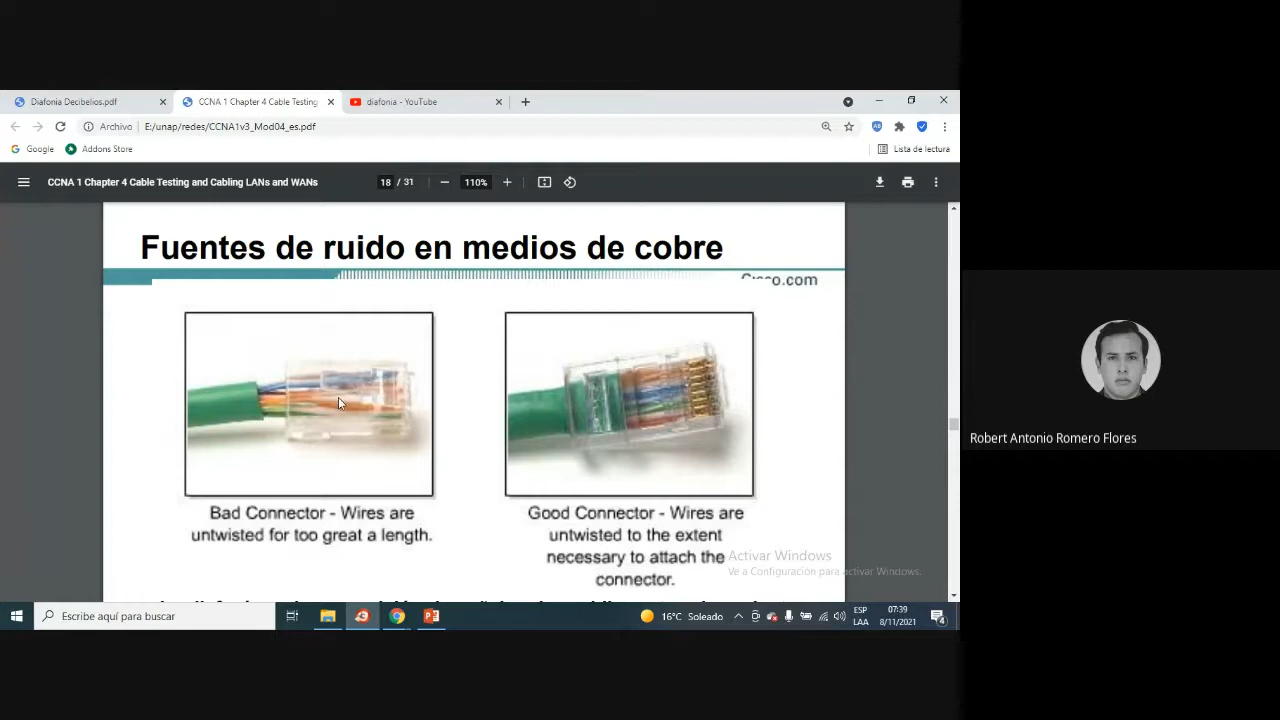 Diafonia Decibelios.pdf
CCNA 1 Chapter 4 Cable Testing
diafonia - YouTube
Archivo
E:/unap/redes/CCNA1v3_Mod04_es.pdf
Google
Addons Store
Lista de lectura
CCNA 1 Chapter 4 Cable Testing and Cabling LANs and WANs
18 / 31
110%
Fuentes de ruido en medios de cobre
Cisco.com
Bad Connector - Wires are
untwisted for too great a length.
Good Connector - Wires are
untwisted to the extent
necessary to attach the
connector.
Activar Windows
Ve a Configuración para activar Windows.
Escribe aquí para buscar
16°C Soleado
ESP
LAA
07:39
8/11/2021
4
Robert Antonio Romero Flores